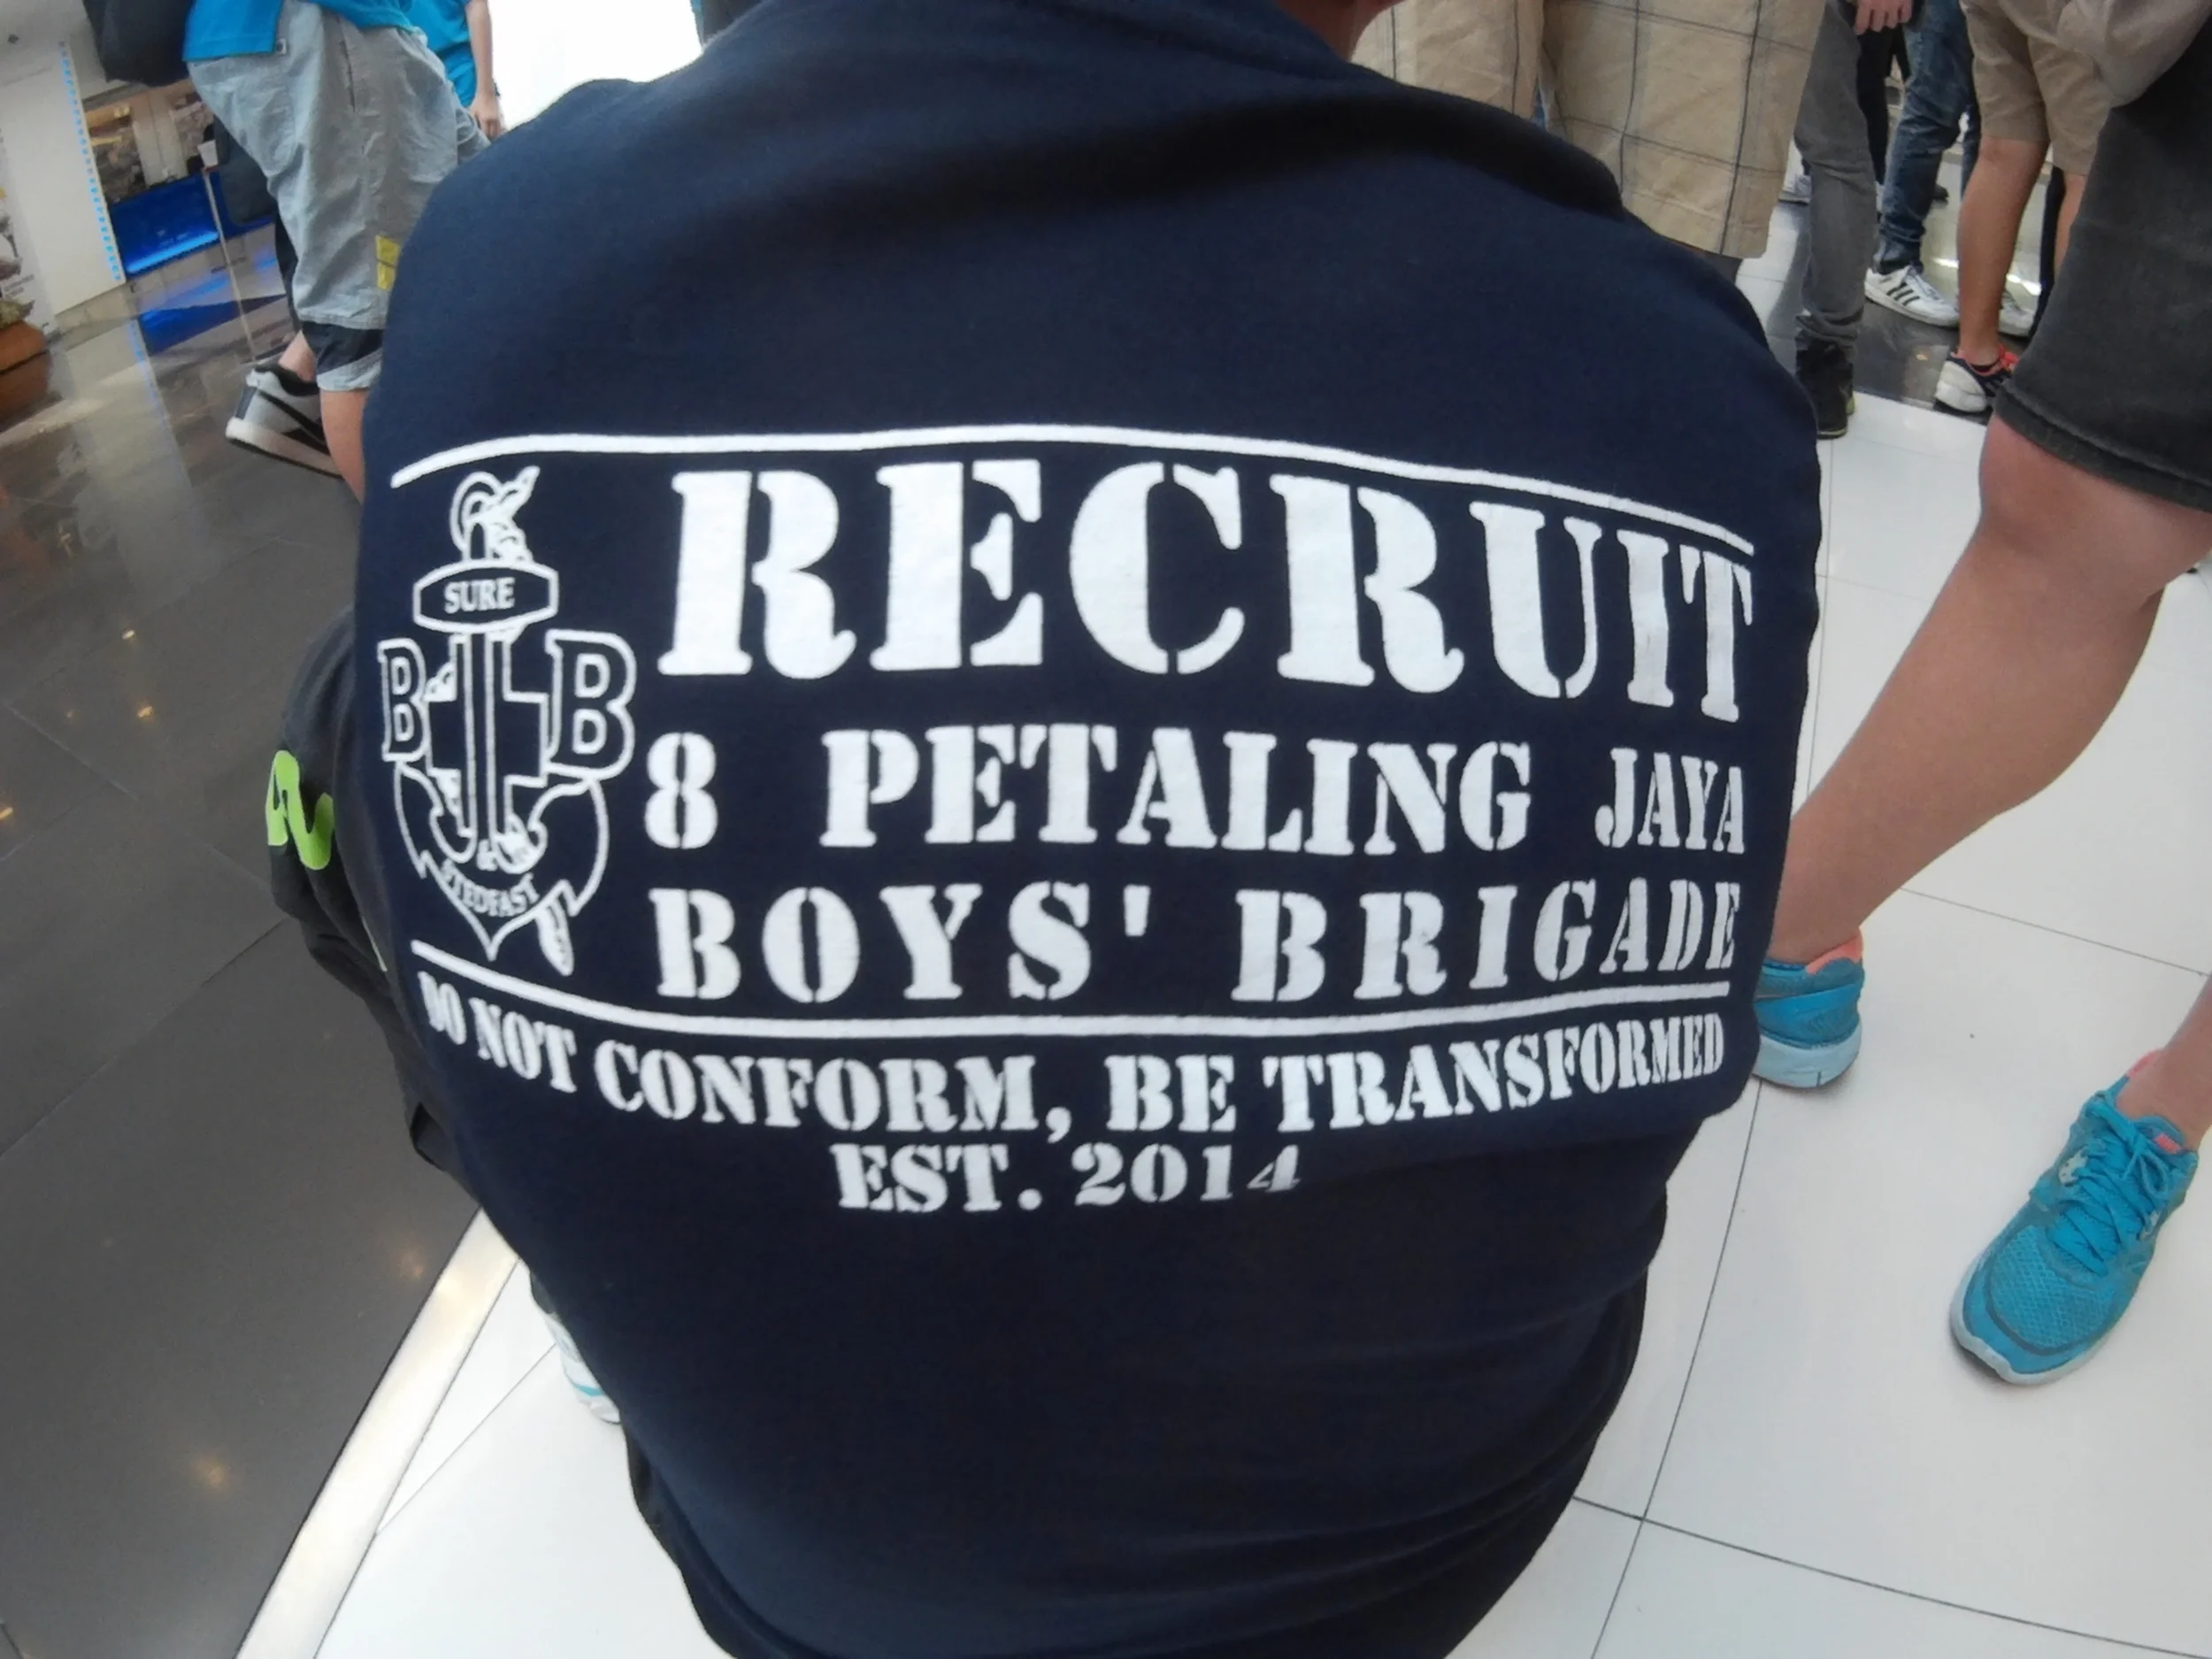 RECRUIT
SURE
B B
8 PETALING JAYA
BOYS' BRIGADE
&
STEDFAST
DO NOT CONFORM, BE TRANSFORMED
EST. 2014